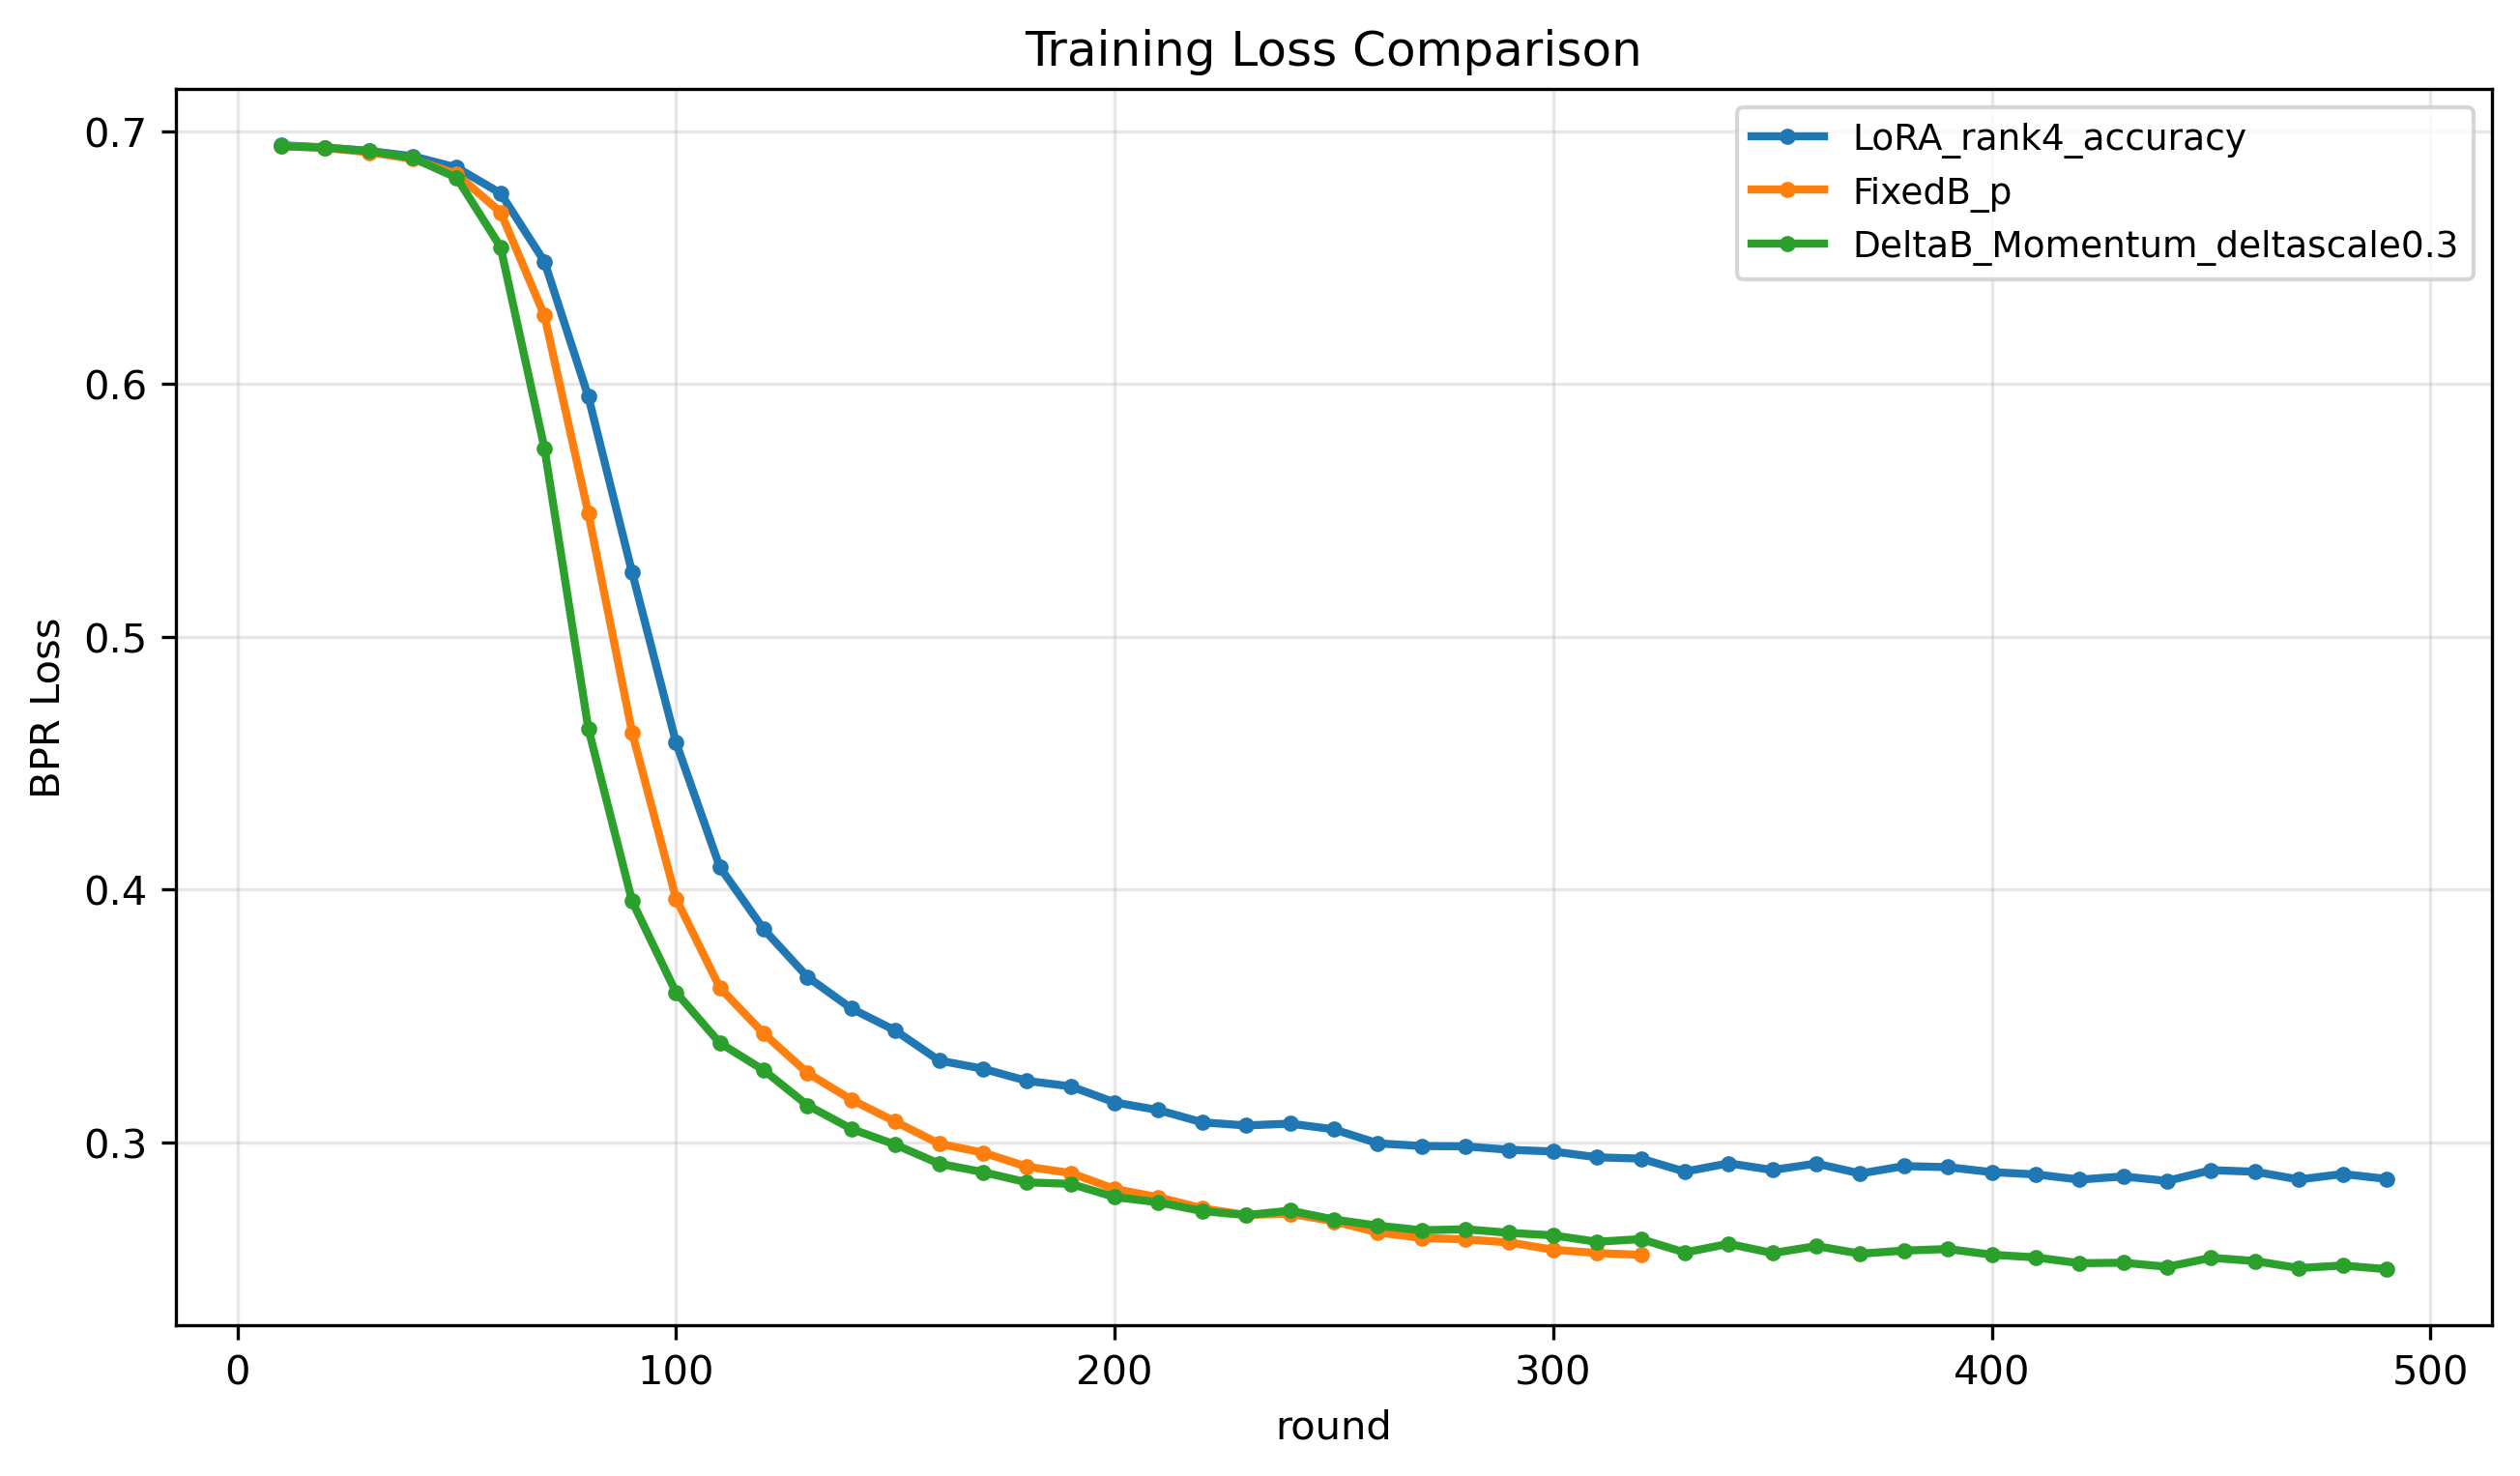 Training Loss Comparison
LoRA_rank4_accuracy
FixedB_p
DeltaB_Momentum_deltascale0.3
BPR Loss
0.7
0.6
0.5
0.4
0.3
0 100 200 300 400 500
round